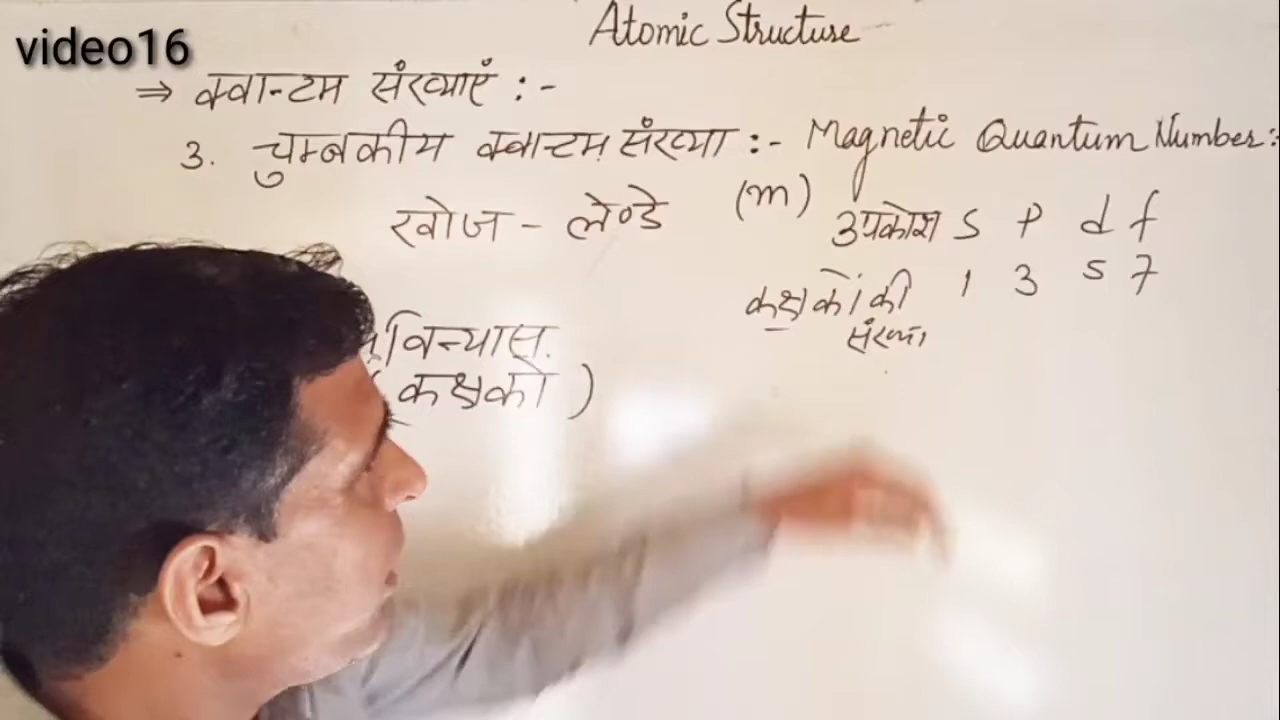 video16
Atomic Structure
⇒ क्वान्टम संख्याएं :-
3. चुम्बकीय क्वान्टम संख्या :- Magnetic Quantum Number:
(m)
खोज - लेण्डे
उपकोश s p d f
कक्षकों की 1 3 5 7
संख्या
विन्यास.
( कक्षको )